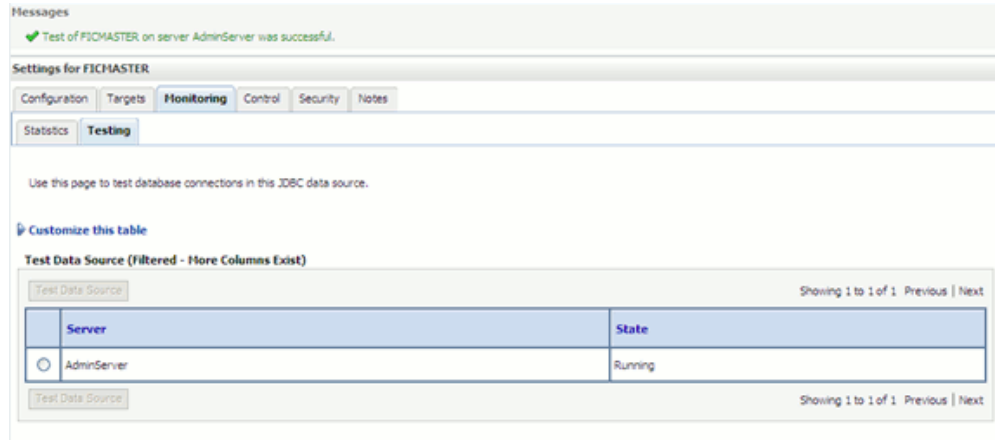 Messages
Test of FICMASTER on server AdminServer was successful.
Settings for FICMASTER
Configuration Targets Monitoring Control Security Notes
Statistics Testing
Use this page to test database connections in this JDBC data source.
Customize this table
Test Data Source (Filtered - More Columns Exist)
Test Data Source Showing 1 to 1 of 1 Previous | Next
Server State
AdminServer Running
Test Data Source Showing 1 to 1 of 1 Previous | Next